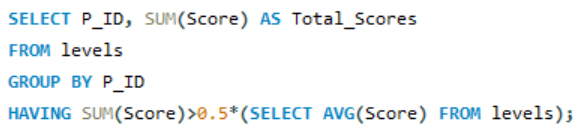 SELECT P_ID, SUM(Score) AS Total_Scores
FROM levels
GROUP BY P_ID
HAVING SUM(Score)>0.5*(SELECT AVG(Score) FROM levels);